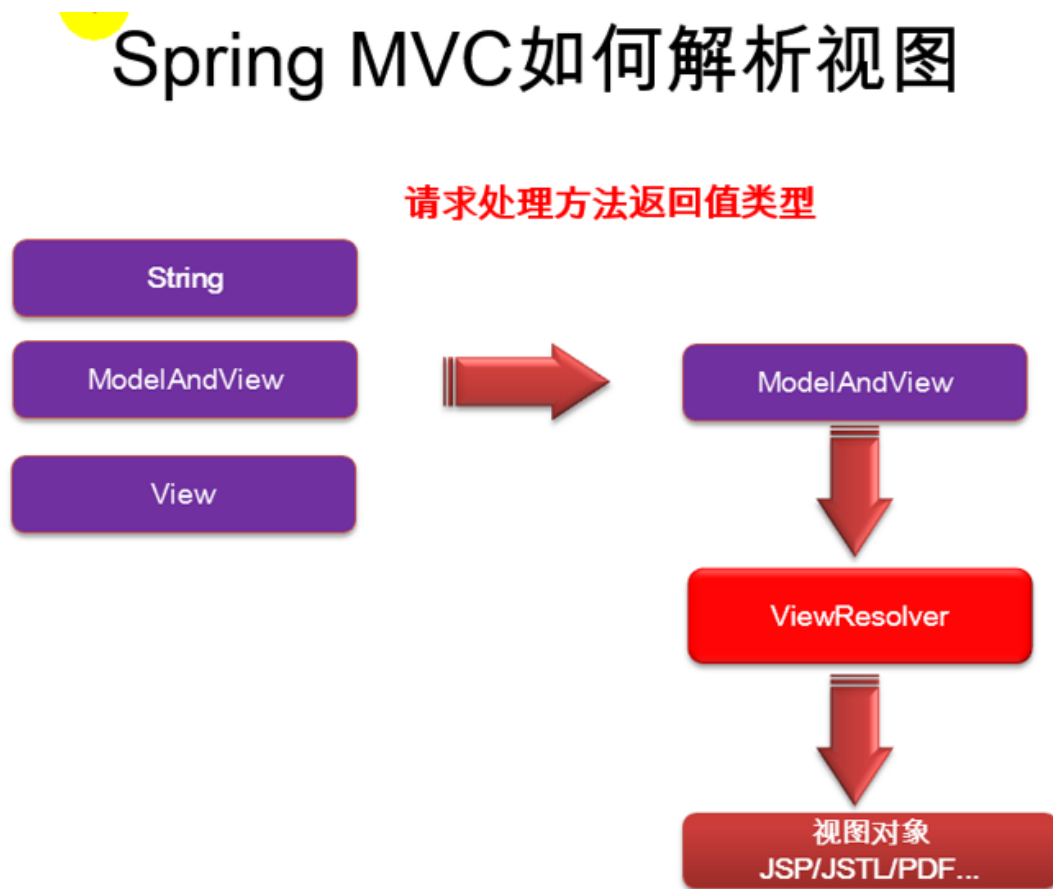 Spring MVC如何解析视图
请求处理方法返回值类型
String
ModelAndView
View
ModelAndView
ViewResolver
视图对象
JSP/JSTL/PDF...